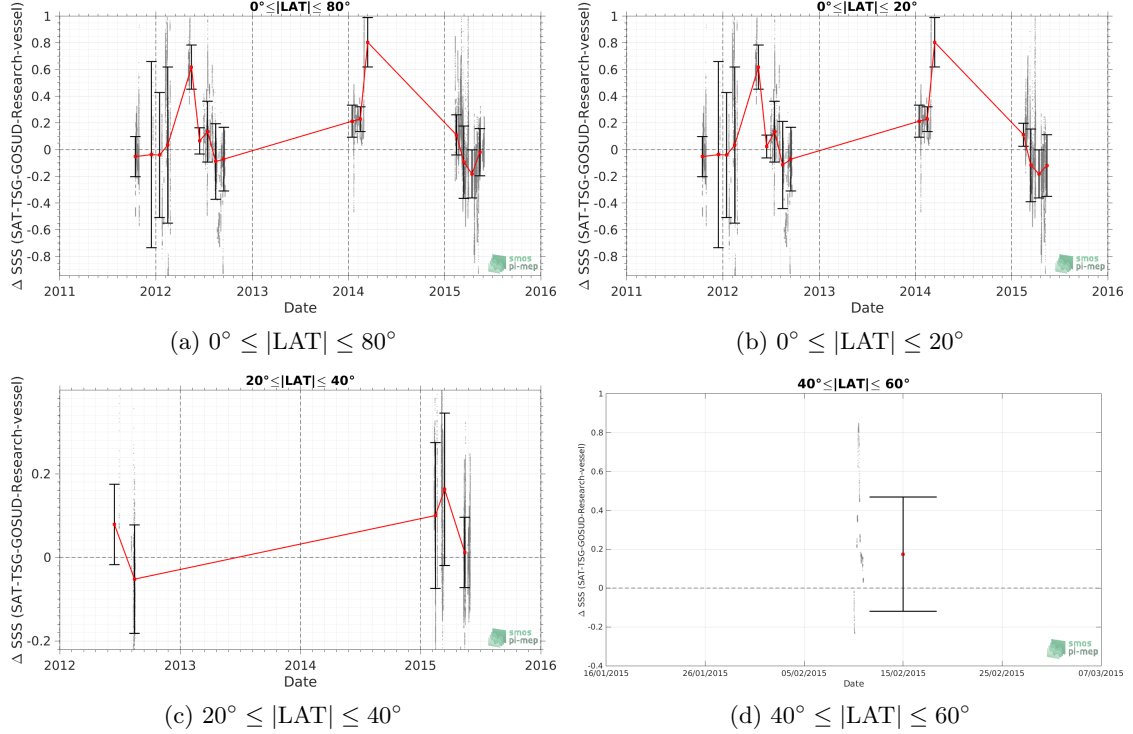 0°≤|LAT|≤ 80°
Δ SSS (SAT-TSG-GOSUD-Research-vessel)
1
0.8
0.6
0.4
0.2
0
-0.2
-0.4
-0.6
-0.8
2011 2012 2013 2014 2015 2016
Date
smos
pi-mep
(a) 0° ≤ |LAT| ≤ 80°
0°≤|LAT|≤ 20°
Δ SSS (SAT-TSG-GOSUD-Research-vessel)
1
0.8
0.6
0.4
0.2
0
-0.2
-0.4
-0.6
-0.8
2011 2012 2013 2014 2015 2016
Date
smos
pi-mep
(b) 0° ≤ |LAT| ≤ 20°
20°≤|LAT|≤ 40°
Δ SSS (SAT-TSG-GOSUD-Research-vessel)
0.2
0
-0.2
2012 2013 2014 2015 2016
Date
smos
pi-mep
(c) 20° ≤ |LAT| ≤ 40°
40°≤|LAT|≤ 60°
Δ SSS (SAT-TSG-GOSUD-Research-vessel)
1
0.8
0.6
0.4
0.2
0
-0.2
-0.4
16/01/2015 26/01/2015 05/02/2015 15/02/2015 25/02/2015 07/03/2015
Date
smos
pi-mep
(d) 40° ≤ |LAT| ≤ 60°